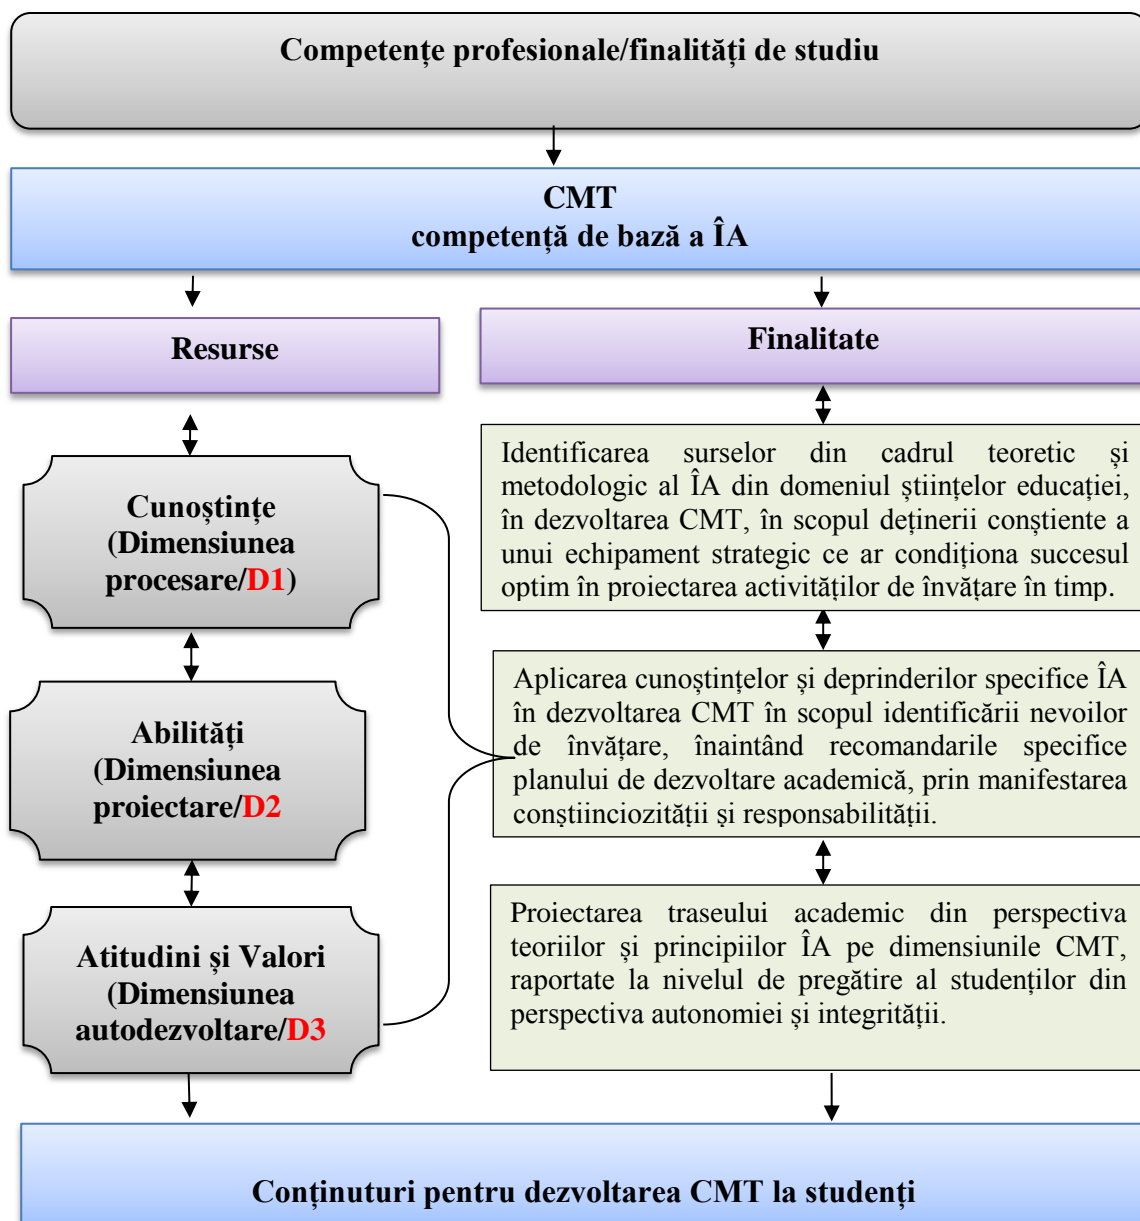 Competențe profesionale/finalități de studiu
CMT
competență de bază a ÎA
Resurse
Cunoștințe
(Dimensiunea
procesare/D1)
Abilități
(Dimensiunea
proiectare/D2
Atitudini și Valori
(Dimensiunea
autodezvoltare/D3
Finalitate
Identificarea surselor din cadrul teoretic și
metodologic al ÎA din domeniul științelor educației,
în dezvoltarea CMT, în scopul deținerii conștiente a
unui echipament strategic ce ar condiționa succesul
optim în proiectarea activităților de învățare în timp.
Aplicarea cunoștințelor și deprinderilor specifice ÎA
în dezvoltarea CMT în scopul identificării nevoilor
de învățare, înaintând recomandările specifice
planului de dezvoltare academică, prin manifestarea
conștiinciozității și responsabilității.
Proiectarea traseului academic din perspectiva
teoriilor și principiilor ÎA pe dimensiunile CMT,
raportate la nivelul de pregătire al studenților din
perspectiva autonomiei și integrității.
Conținuturi pentru dezvoltarea CMT la studenți